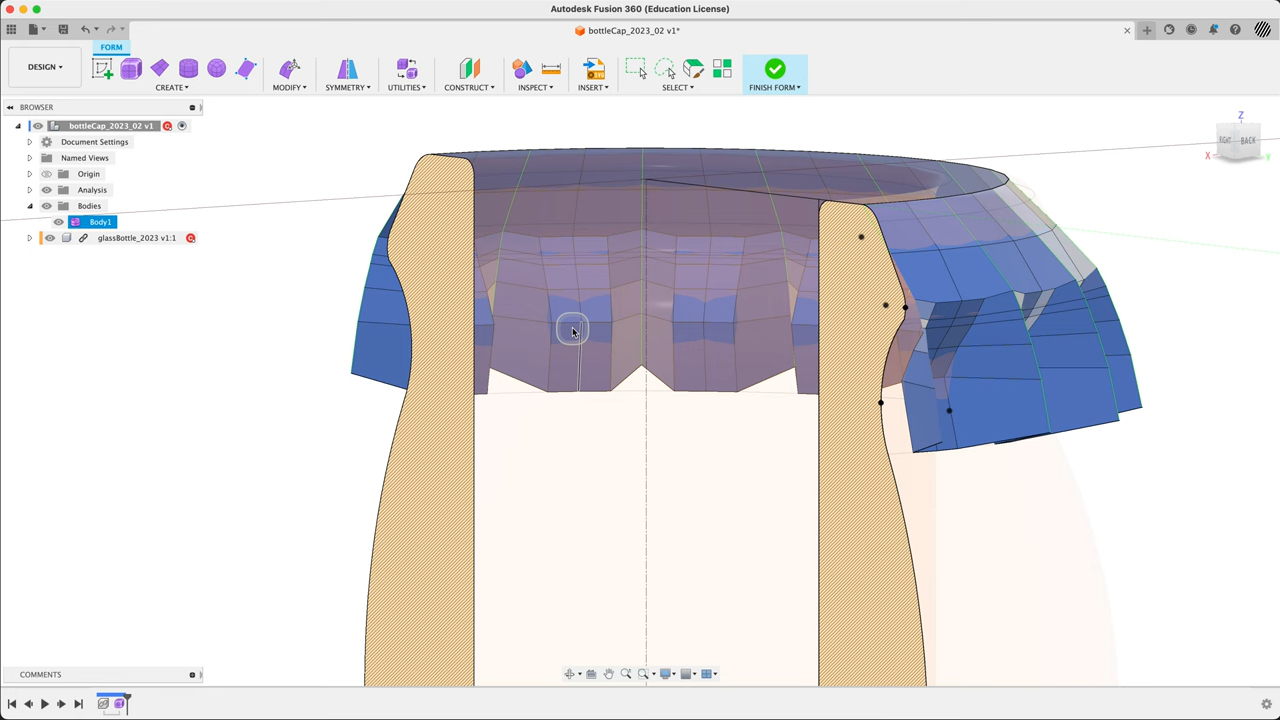 Autodesk Fusion 360 (Education License)
bottleCap_2023_02 v1*
FORM
DESIGN
CREATE
MODIFY
SYMMETRY
UTILITIES
CONSTRUCT
INSPECT
INSERT
SELECT
FINISH FORM
BROWSER
bottleCap_2023_02 v1
Document Settings
Named Views
Origin
Analysis
Bodies
Body1
glassBottle_2023 v1:1
Z
RIGHT
BACK
X
Y
COMMENTS